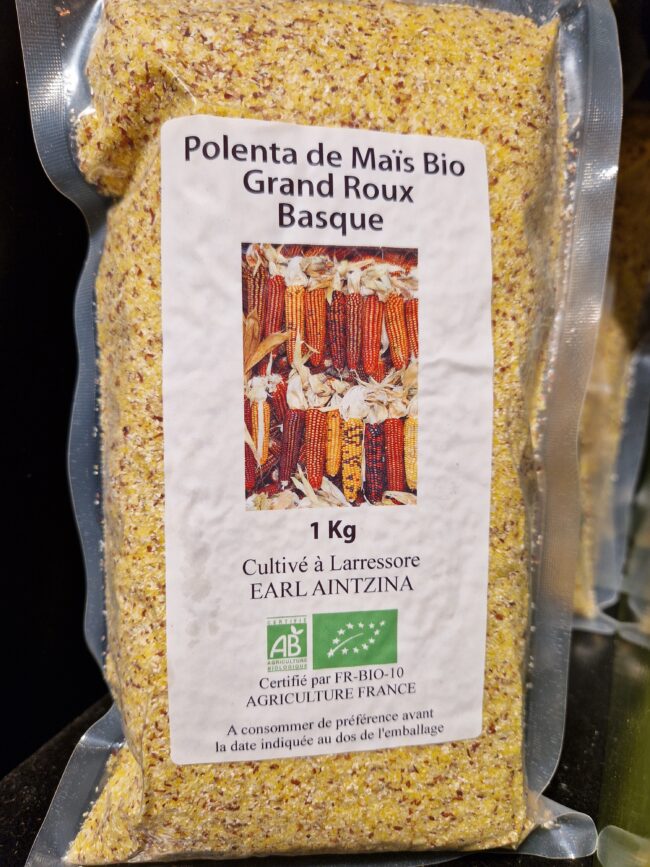 Polenta de Maïs Bio
Grand Roux
Basque
1 Kg
Cultivé à Larressore
EARL AINTZINA
CERTIFIÉ
AB
AGRICULTURE
BIOLOGIQUE
Certifié par FR-BIO-10
AGRICULTURE FRANCE
A consommer de préférence avant
la date indiquée au dos de l'emballage